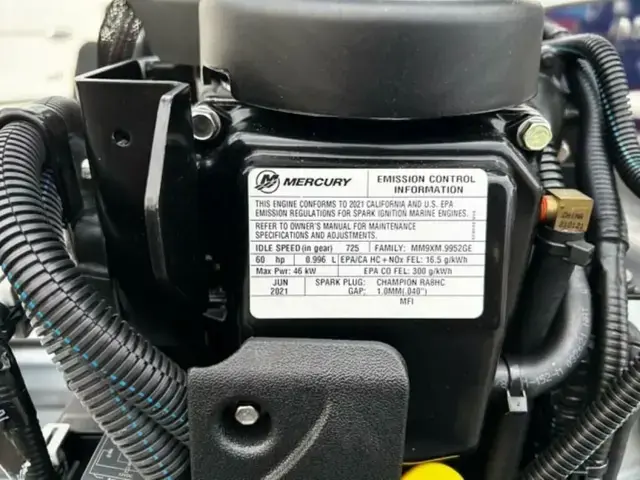 MERCURY
EMISSION CONTROL
INFORMATION
THIS ENGINE CONFORMS TO 2021 CALIFORNIA AND U.S. EPA
EMISSION REGULATIONS FOR SPARK IGNITION MARINE ENGINES.
REFER TO OWNER'S MANUAL FOR MAINTENANCE
SPECIFICATIONS AND ADJUSTMENTS.
IDLE SPEED (in gear) 725 FAMILY: MM9XM.9952GE
60 hp 0.996 L EPA/CA HC + NOx FEL: 16.5 g/kWh
Max Pwr: 46 kW EPA CO FEL: 300 g/kWh
JUN SPARK PLUG: CHAMPION RA8HC
2021 GAP: 1.0MM(.040")
MFI
CHINA